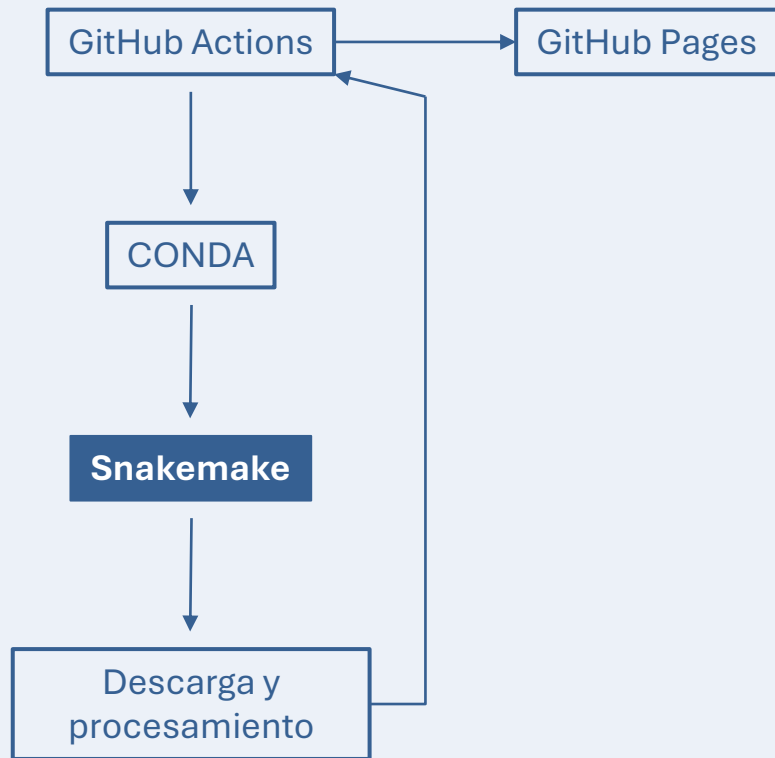 GitHub Actions
GitHub Pages
CONDA
Snakemake
Descarga y
procesamiento